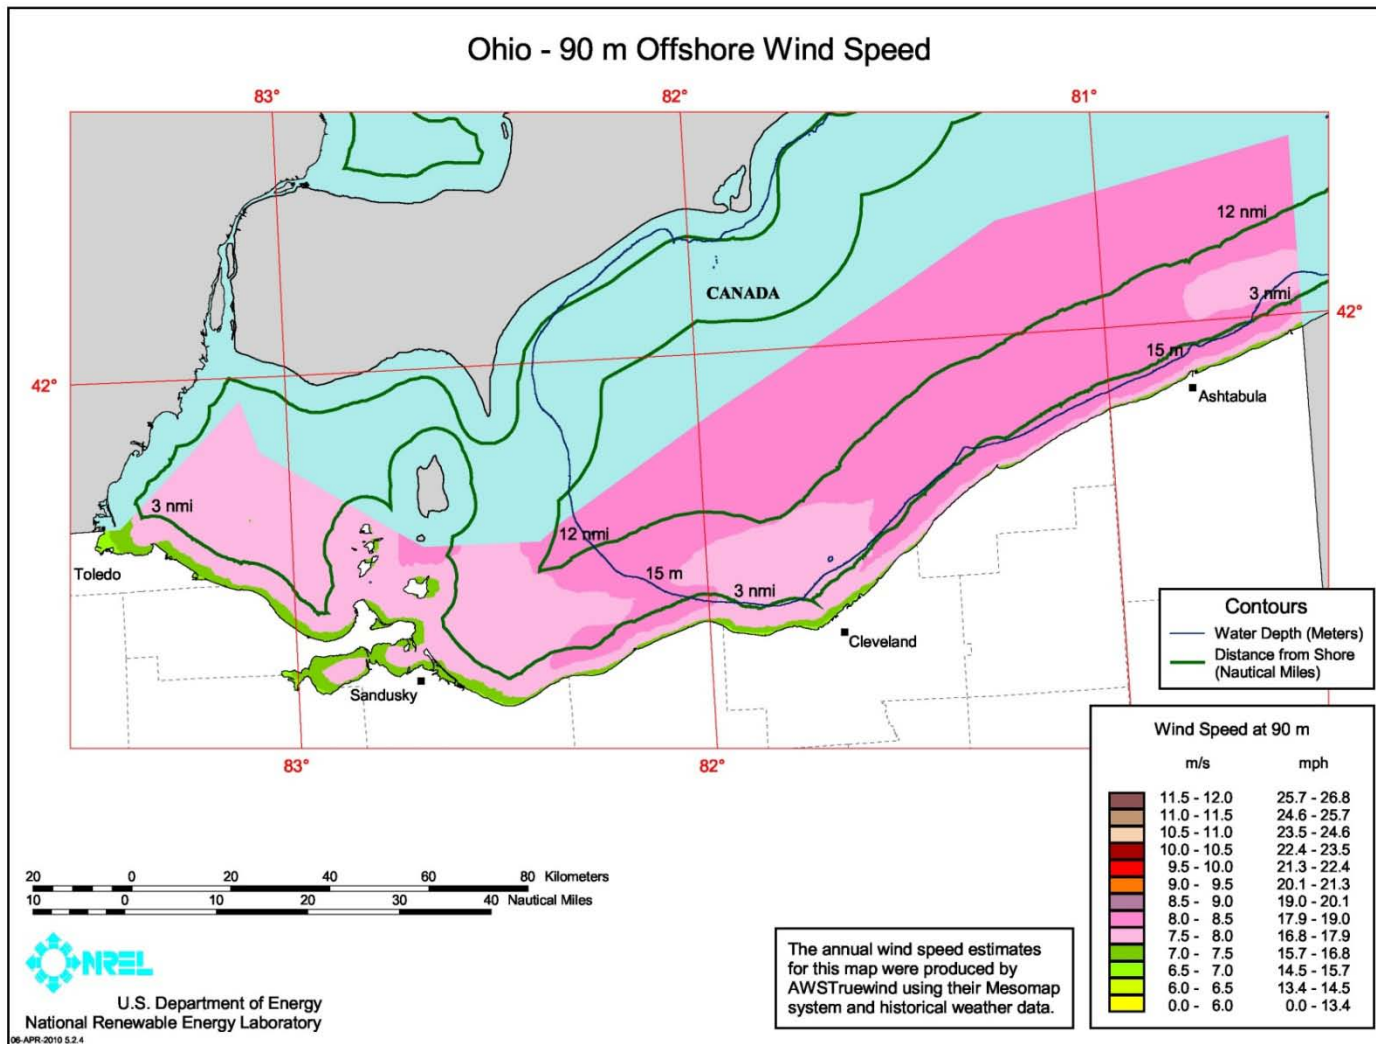 Ohio - 90 m Offshore Wind Speed
83°
82°
81°
12 nmi
CANADA
3 nmi
42°
15 m
42°
Ashtabula
3 nmi
12 nmi
Toledo
15 m
3 nmi
Cleveland
Sandusky
83°
82°
Contours
Water Depth (Meters)
Distance from Shore
(Nautical Miles)
Wind Speed at 90 m
m/s mph
11.5 - 12.0 25.7 - 26.8
11.0 - 11.5 24.6 - 25.7
10.5 - 11.0 23.5 - 24.6
10.0 - 10.5 22.4 - 23.5
9.5 - 10.0 21.3 - 22.4
9.0 - 9.5 20.1 - 21.3
8.5 - 9.0 19.0 - 20.1
8.0 - 8.5 17.9 - 19.0
7.5 - 8.0 16.8 - 17.9
7.0 - 7.5 15.7 - 16.8
6.5 - 7.0 14.5 - 15.7
6.0 - 6.5 13.4 - 14.5
0.0 - 6.0 0.0 - 13.4
20 0 20 40 60 80 Kilometers
10 0 10 20 30 40 Nautical Miles
NREL
U.S. Department of Energy
National Renewable Energy Laboratory
06-APR-2010 5.2.4
The annual wind speed estimates
for this map were produced by
AWSTruewind using their Mesomap
system and historical weather data.